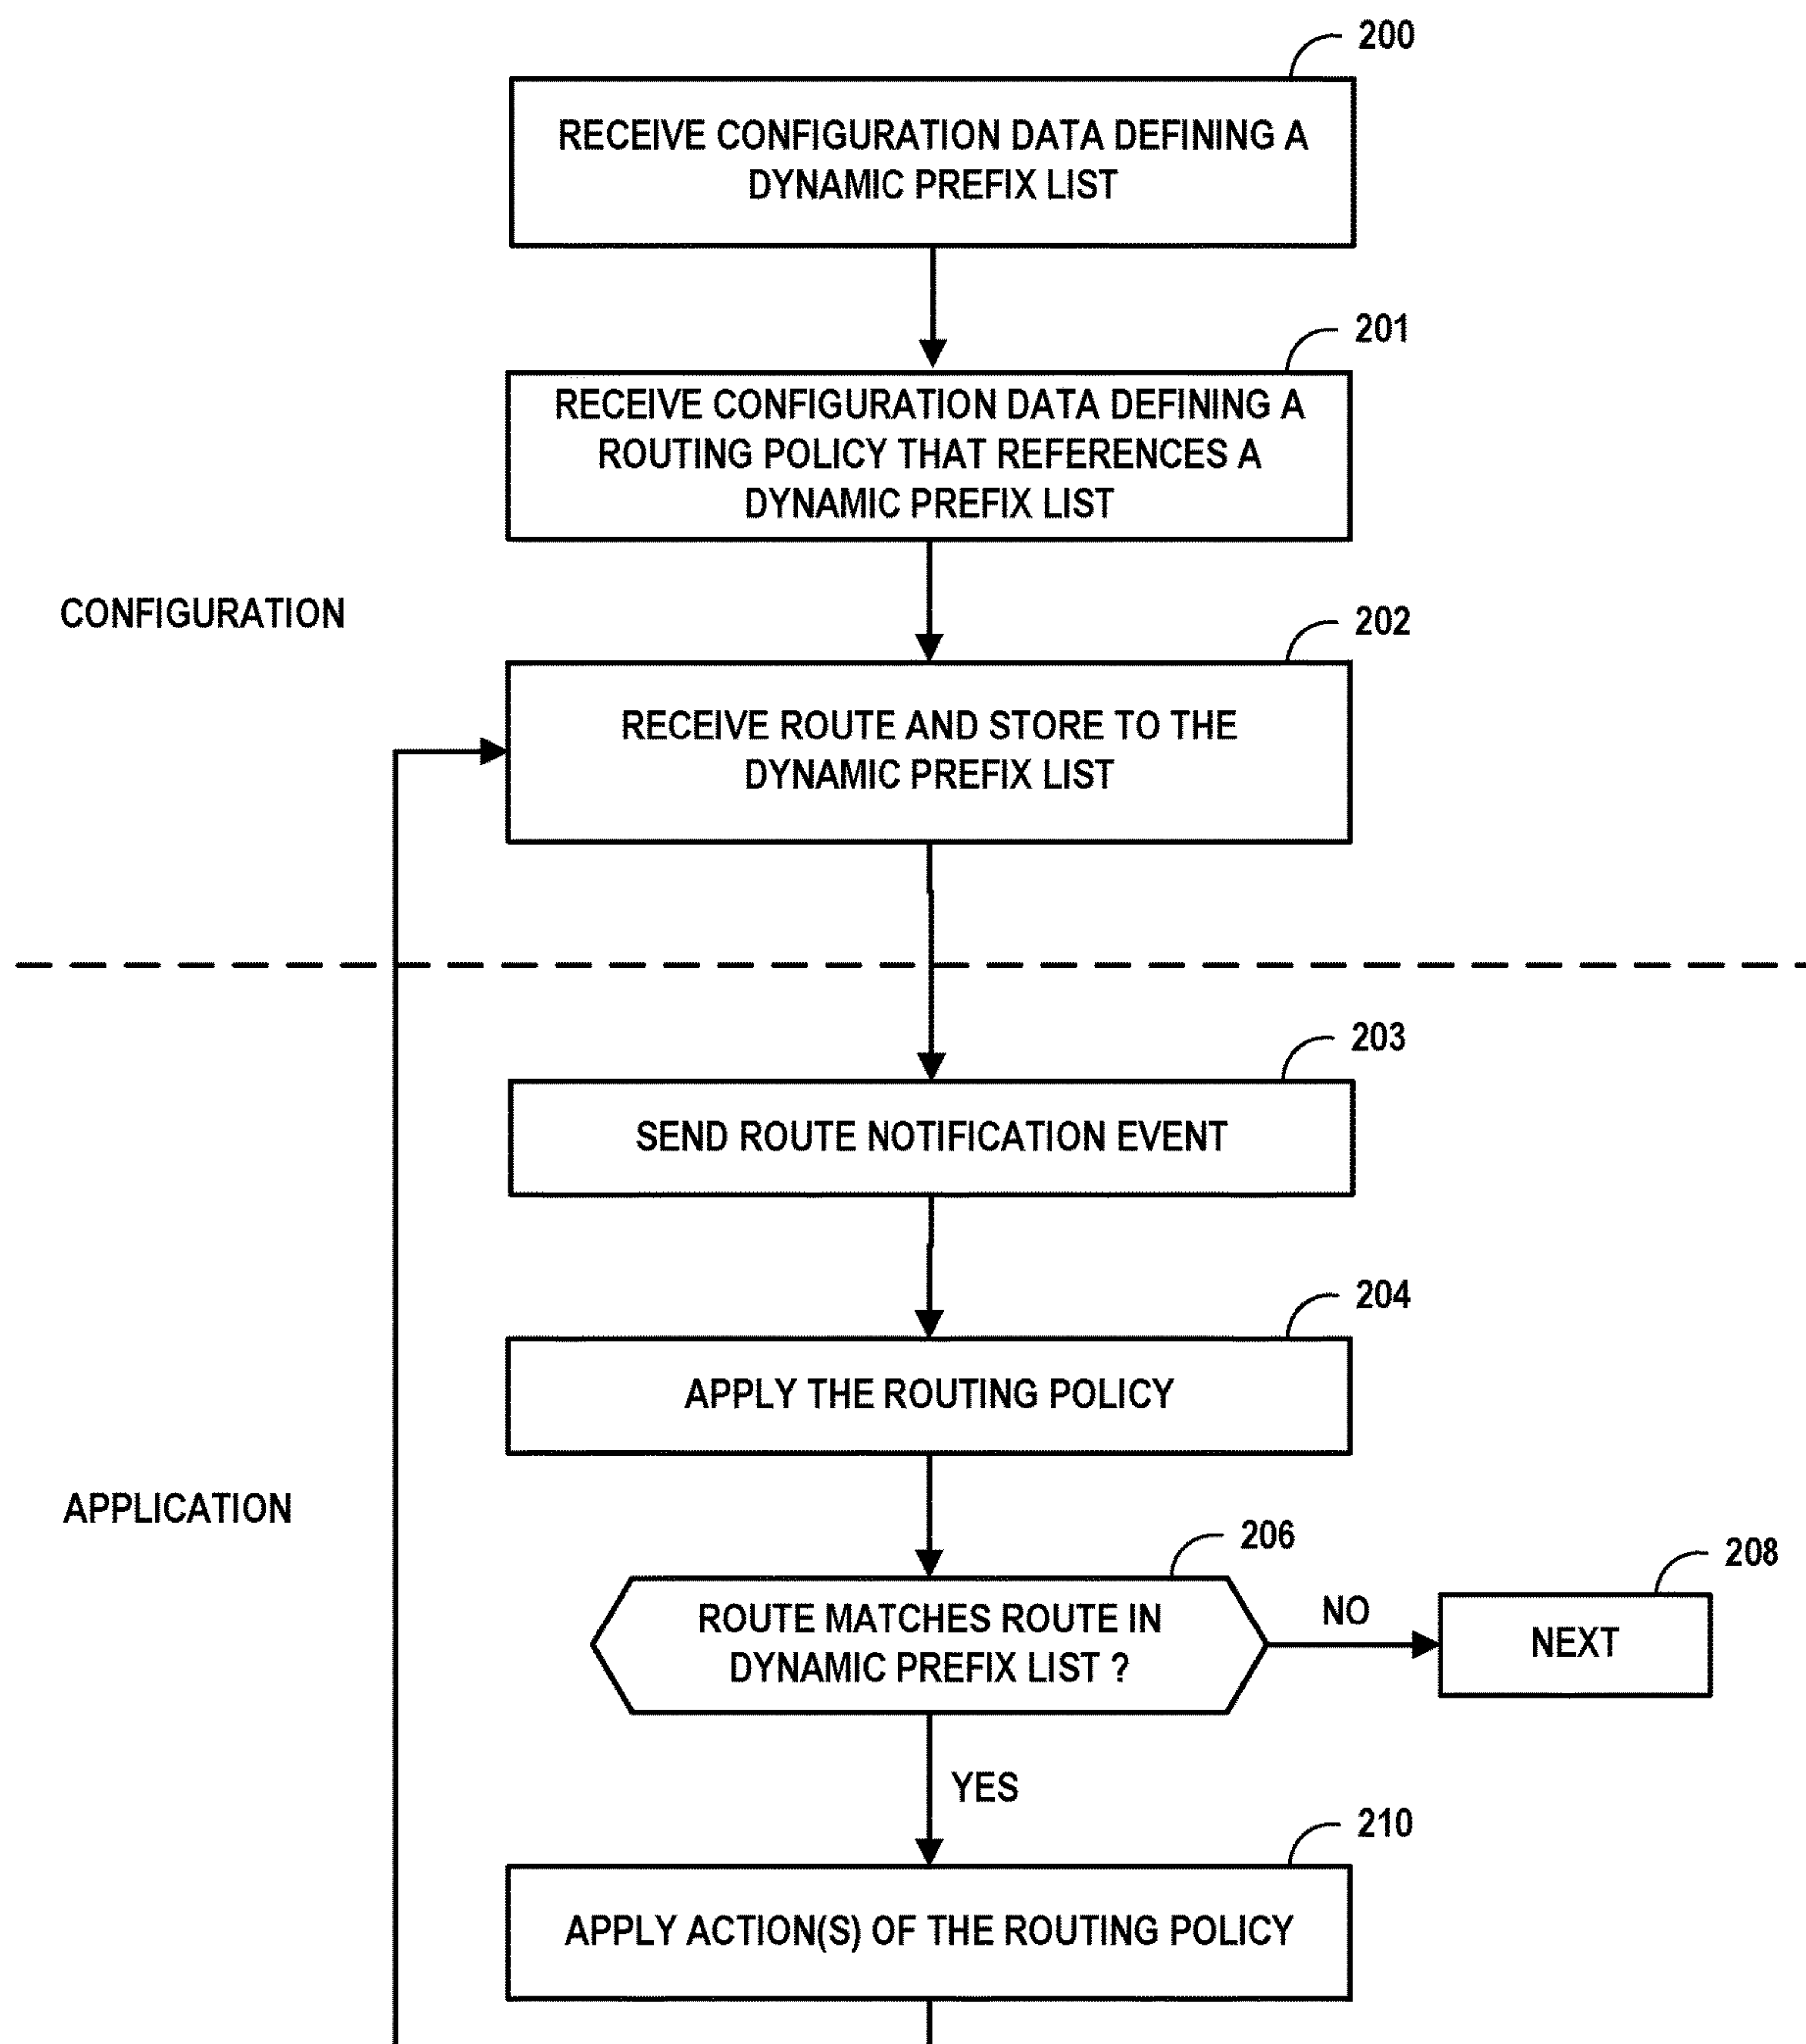 200
RECEIVE CONFIGURATION DATA DEFINING A
DYNAMIC PREFIX LIST
201
RECEIVE CONFIGURATION DATA DEFINING A
ROUTING POLICY THAT REFERENCES A
DYNAMIC PREFIX LIST
CONFIGURATION
202
RECEIVE ROUTE AND STORE TO THE
DYNAMIC PREFIX LIST
203
SEND ROUTE NOTIFICATION EVENT
204
APPLY THE ROUTING POLICY
APPLICATION
206
ROUTE MATCHES ROUTE IN
DYNAMIC PREFIX LIST ?
NO
208
NEXT
YES
210
APPLY ACTION(S) OF THE ROUTING POLICY